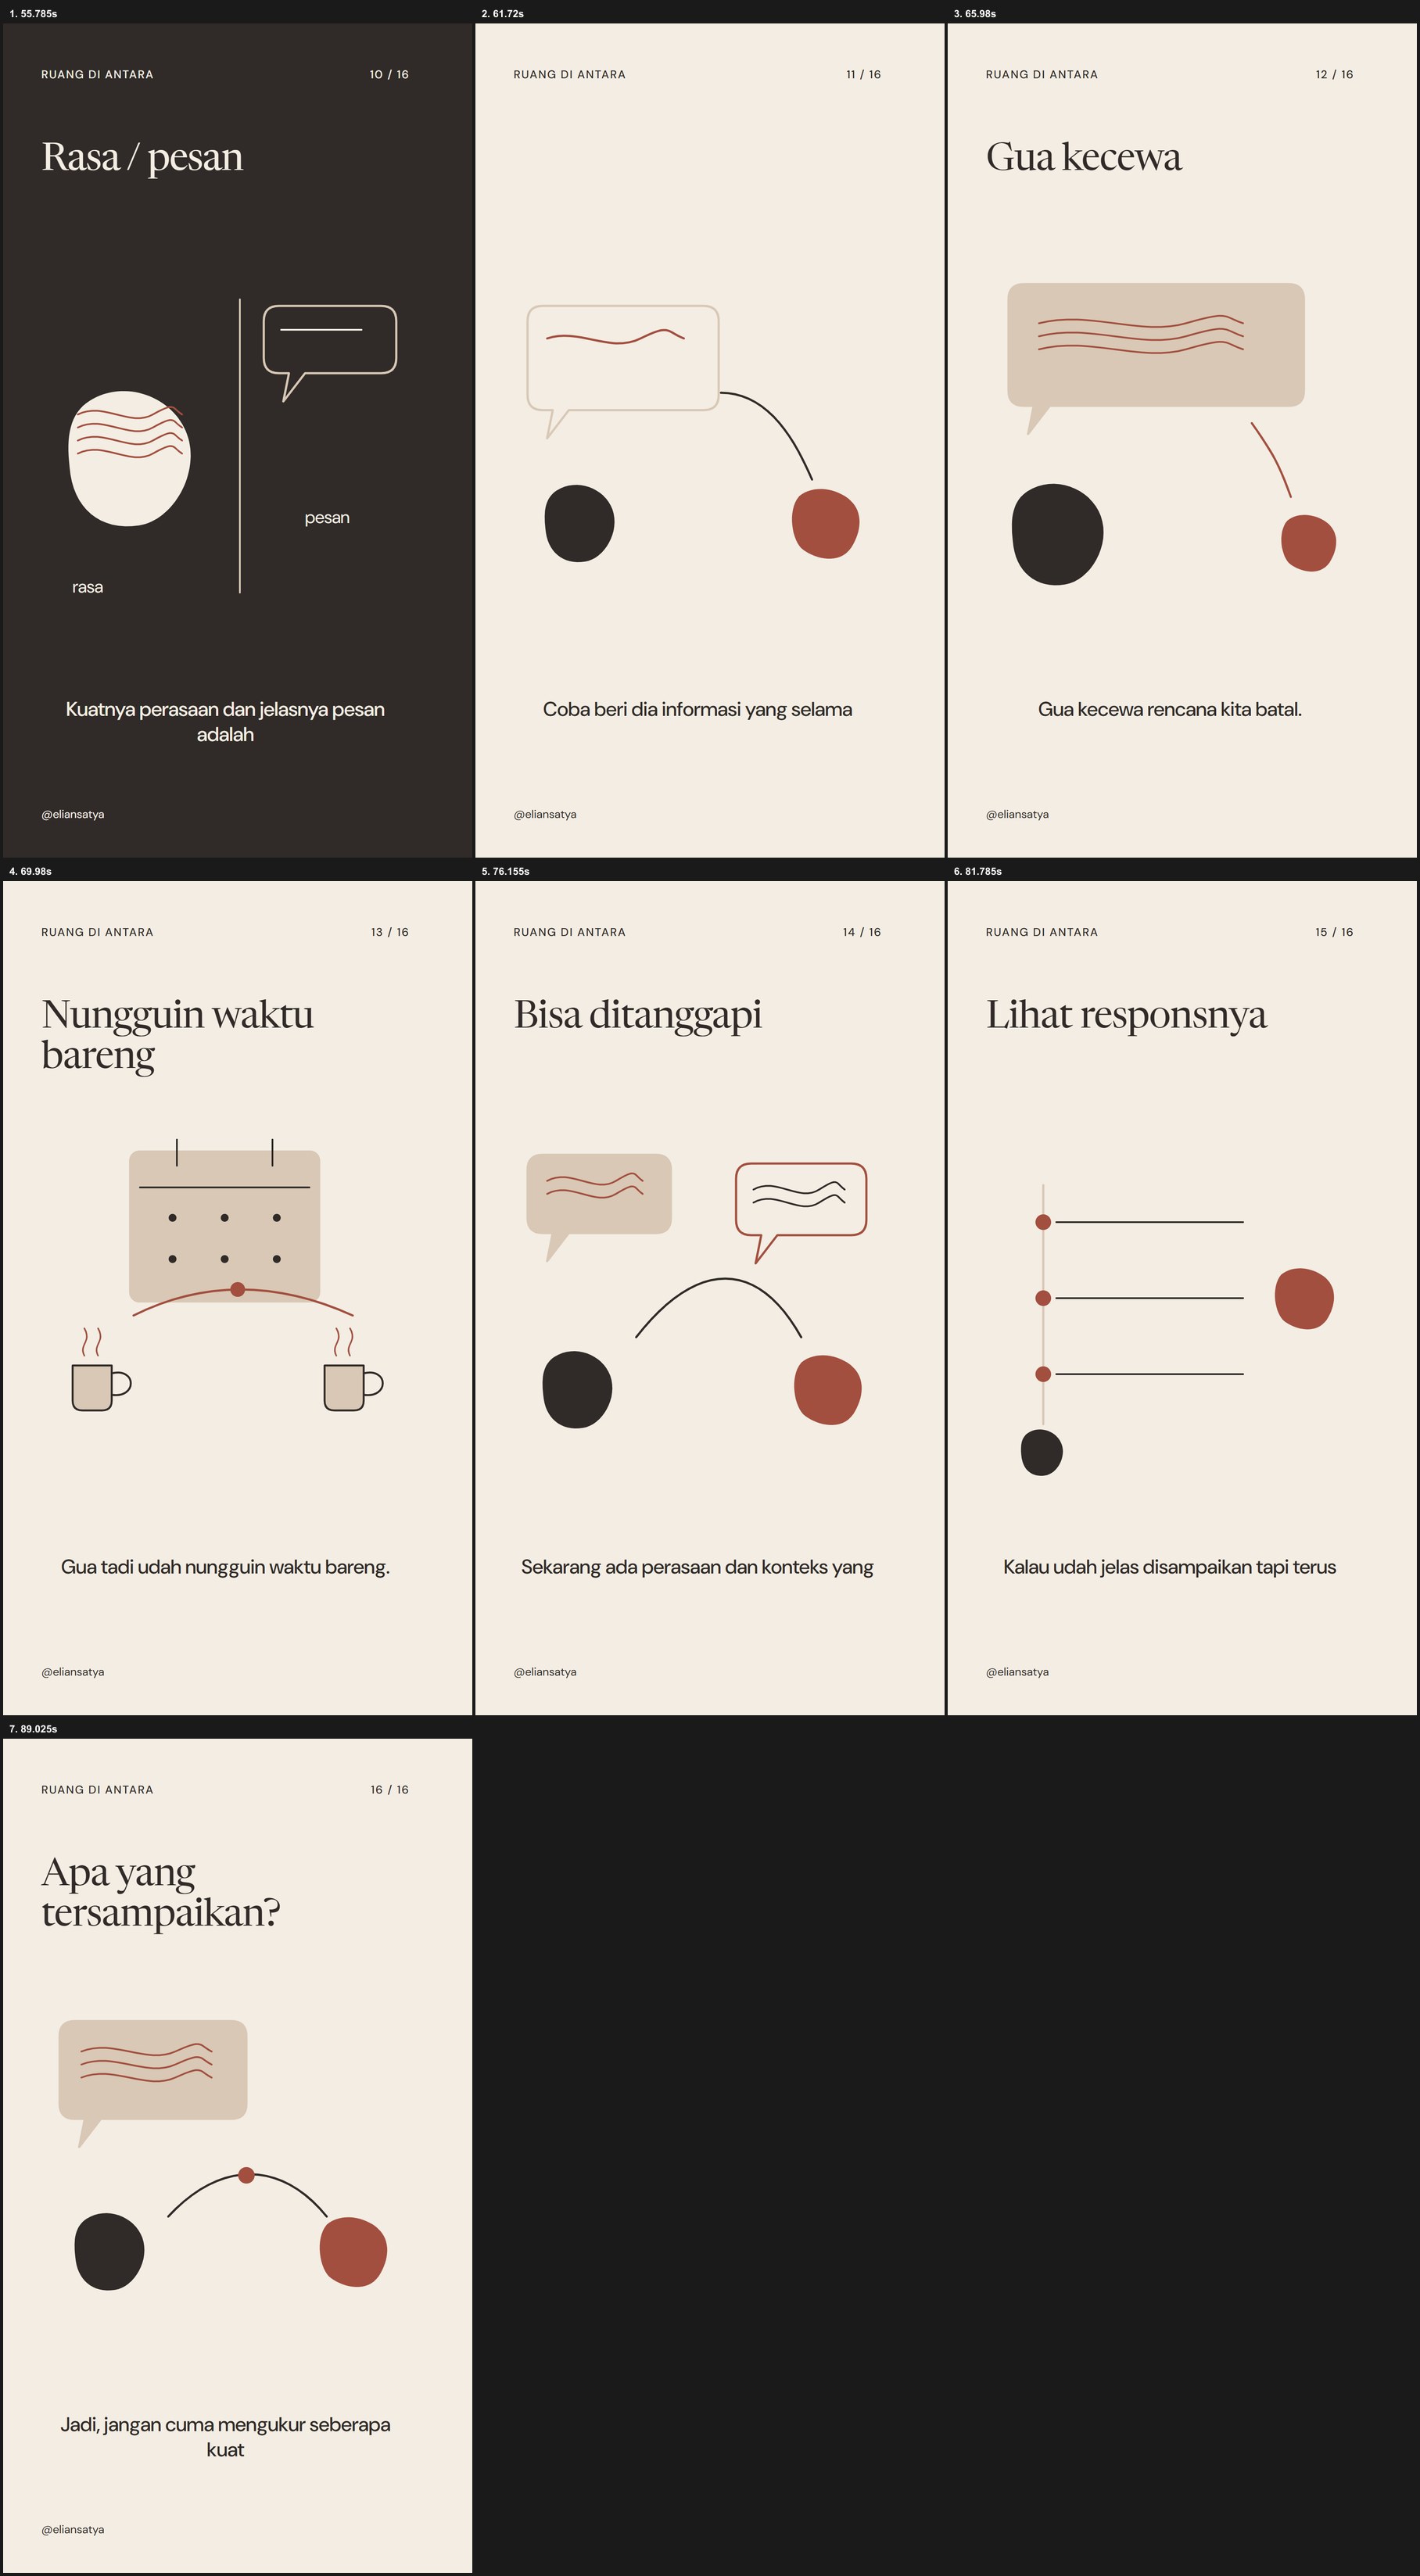 1. 55.785s
RUANG DI ANTARA
10 / 16
Rasa / pesan
pesan
rasa
Kuatnya perasaan dan jelasnya pesan
adalah
@eliansatya
2. 61.72s
RUANG DI ANTARA
11 / 16
Coba beri dia informasi yang selama
@eliansatya
3. 65.98s
RUANG DI ANTARA
12 / 16
Gua kecewa
Gua kecewa rencana kita batal.
@eliansatya
4. 69.98s
RUANG DI ANTARA
13 / 16
Nungguin waktu
bareng
Gua tadi udah nungguin waktu bareng.
@eliansatya
5. 76.155s
RUANG DI ANTARA
14 / 16
Bisa ditanggapi
Sekarang ada perasaan dan konteks yang
@eliansatya
6. 81.785s
RUANG DI ANTARA
15 / 16
Lihat responsnya
Kalau udah jelas disampaikan tapi terus
@eliansatya
7. 89.025s
RUANG DI ANTARA
16 / 16
Apa yang
tersampaikan?
Jadi, jangan cuma mengukur seberapa
kuat
@eliansatya